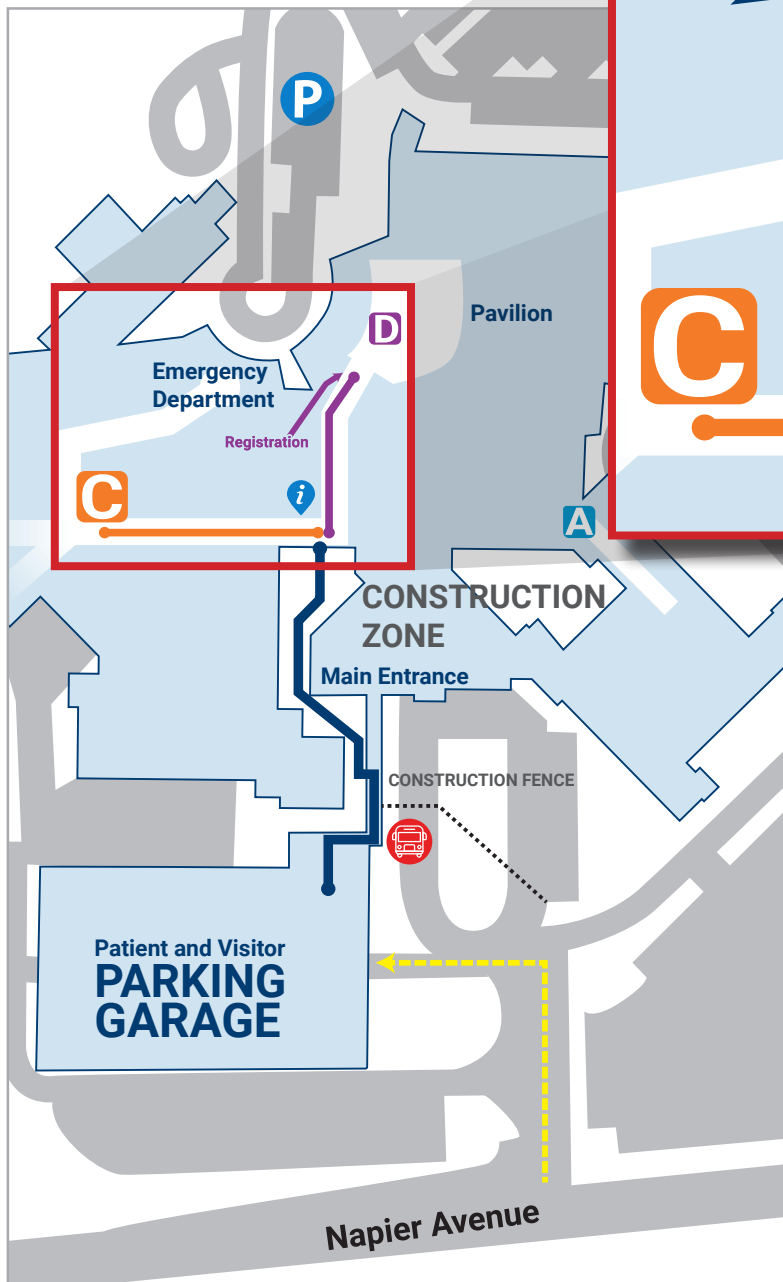 P
D
Pavilion
Emergency
Department
Registration
C
C
i
A
CONSTRUCTION
ZONE
Main Entrance
CONSTRUCTION FENCE
Patient and Visitor
PARKING
GARAGE
Napier Avenue